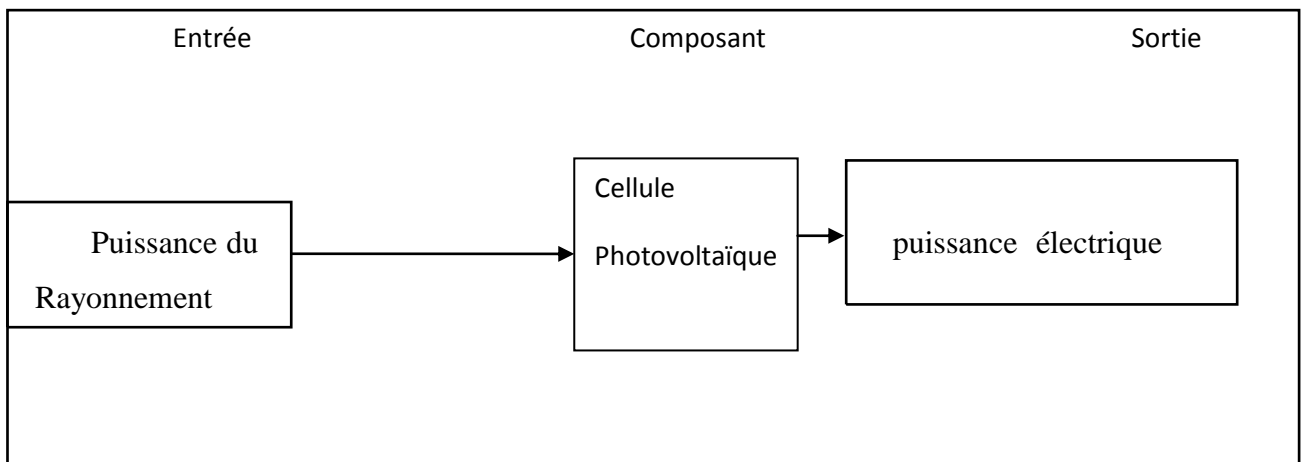 Entrée
Composant
Sortie
Puissance du
Rayonnement
Cellule
Photovoltaïque
puissance électrique